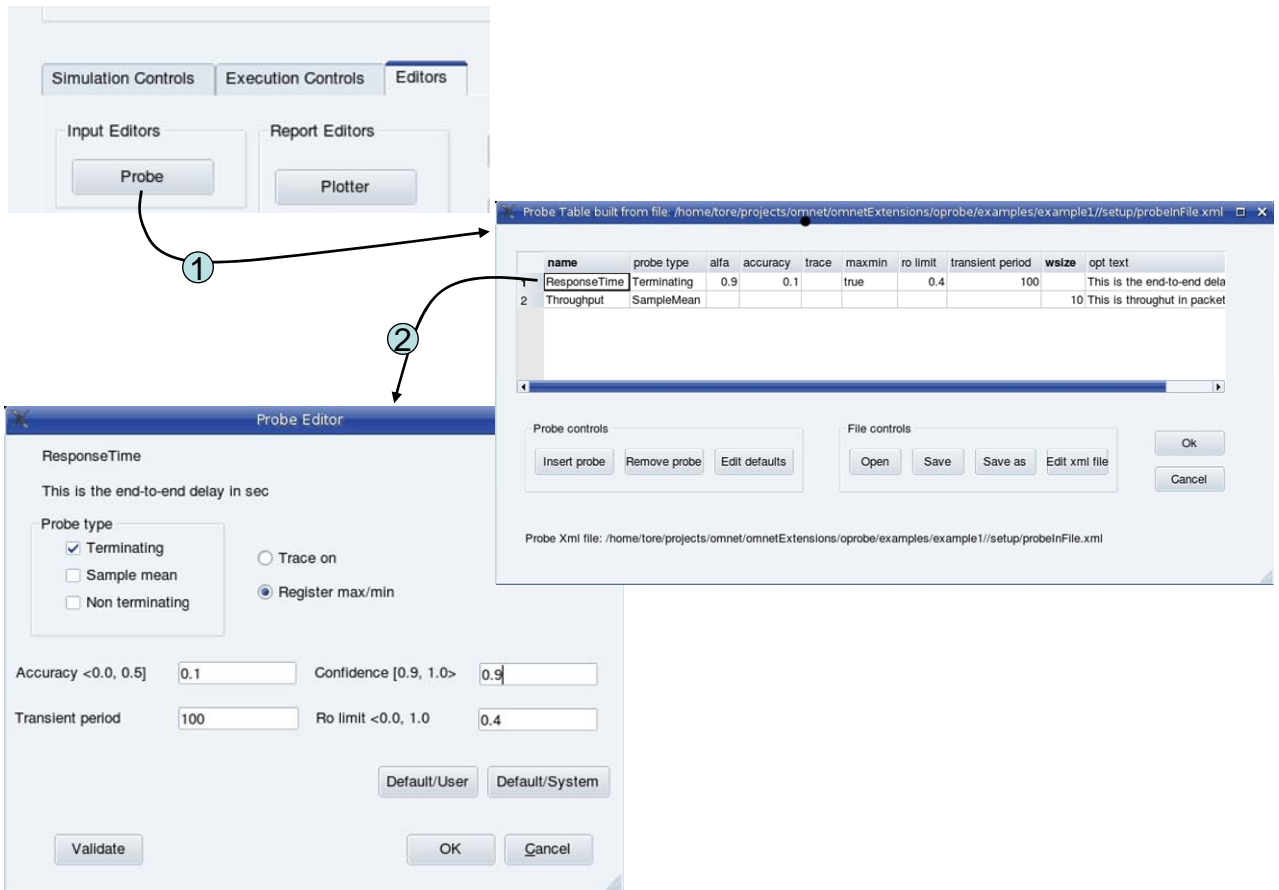 Simulation Controls Execution Controls Editors
Input Editors Report Editors
Probe Plotter
1
Probe Table built from file: /home/tore/projects/omnet/omnetExtensions/oprobe/examples/example1//setup/probeInFile.xml
name probe type alfa accuracy trace maxmin ro limit transient period wsize opt text
1 ResponseTime Terminating 0.9 0.1 true 0.4 100 This is the end-to-end dela
2 Throughput SampleMean 10 This is throughut in packet
Probe controls File controls
Insert probe Remove probe Edit defaults Open Save Save as Edit xml file Ok
Cancel
Probe Xml file: /home/tore/projects/omnet/omnetExtensions/oprobe/examples/example1//setup/probeInFile.xml
2
Probe Editor
ResponseTime
This is the end-to-end delay in sec
Probe type
Terminating
Sample mean
Non terminating
Trace on
Register max/min
Accuracy <0.0, 0.5] 0.1 Confidence [0.9, 1.0> 0.9
Transient period 100 Ro limit <0.0, 1.0 0.4
Default/User Default/System
Validate OK Cancel